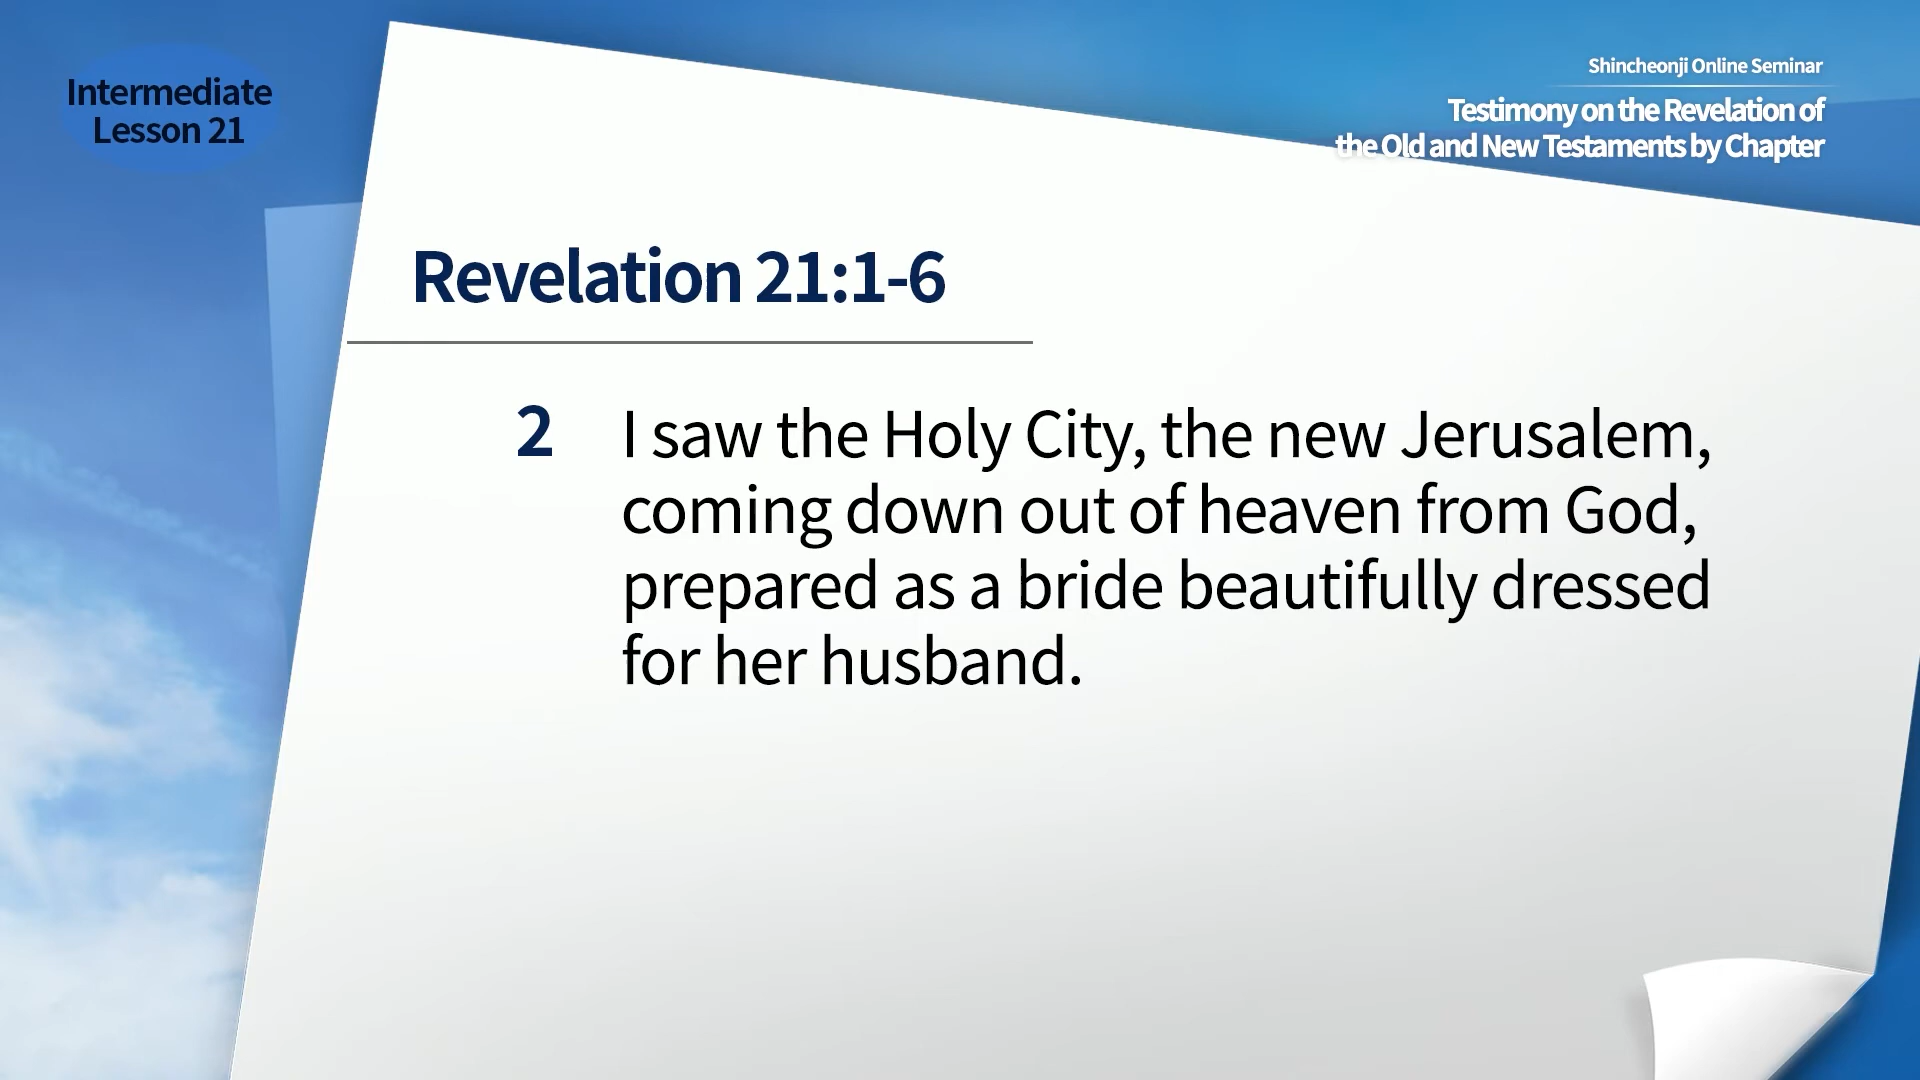 Intermediate
Lesson 21
Shincheonji Online Seminar
Testimony on the Revelation of
the Old and New Testaments by Chapter
Revelation 21:1-6
2 I saw the Holy City, the new Jerusalem,
coming down out of heaven from God,
prepared as a bride beautifully dressed
for her husband.